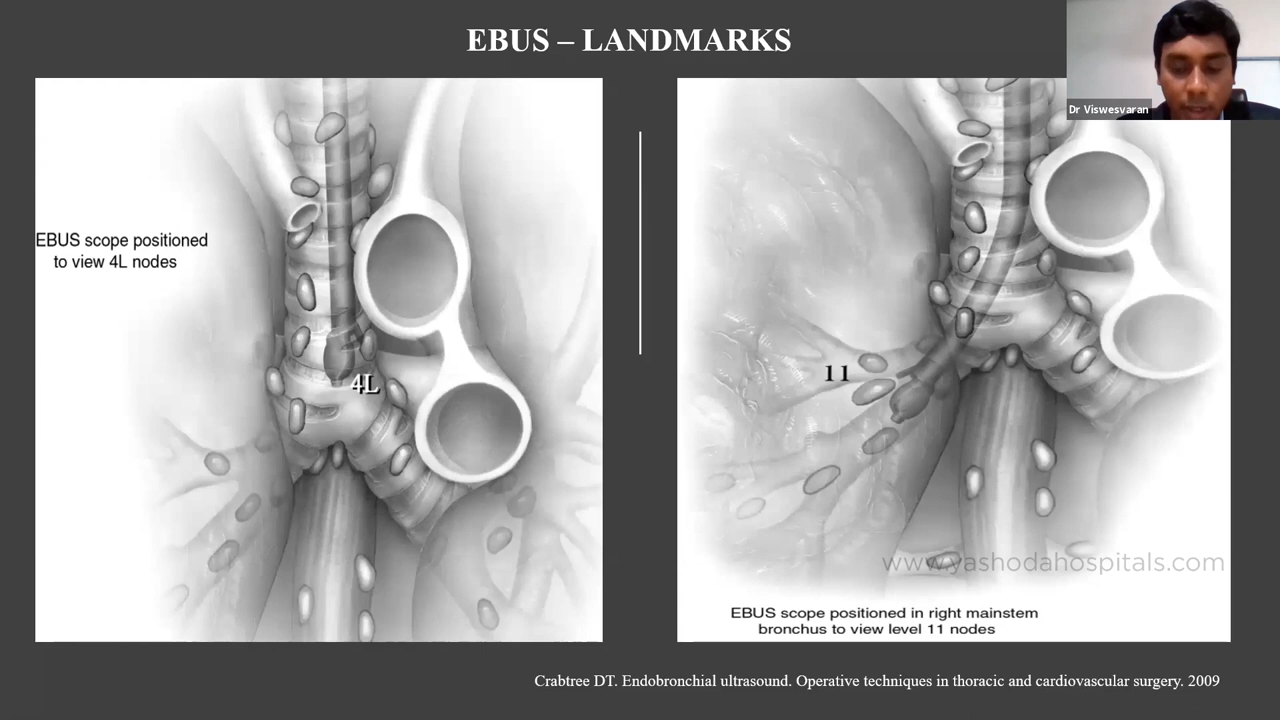 EBUS – LANDMARKS
Dr Viswesvaran
EBUS scope positioned
to view 4L nodes
4L
11
www.yashodahospitals.com
EBUS scope positioned in right mainstem
bronchus to view level 11 nodes
Crabtree DT. Endobronchial ultrasound. Operative techniques in thoracic and cardiovascular surgery. 2009